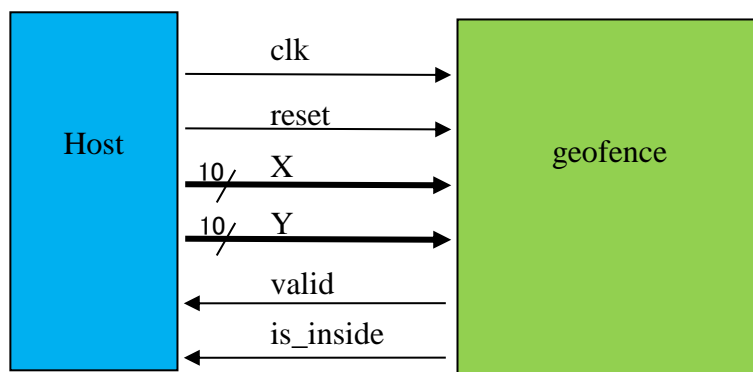 clk
reset
Host
geofence
10
X
10
Y
valid
is_inside